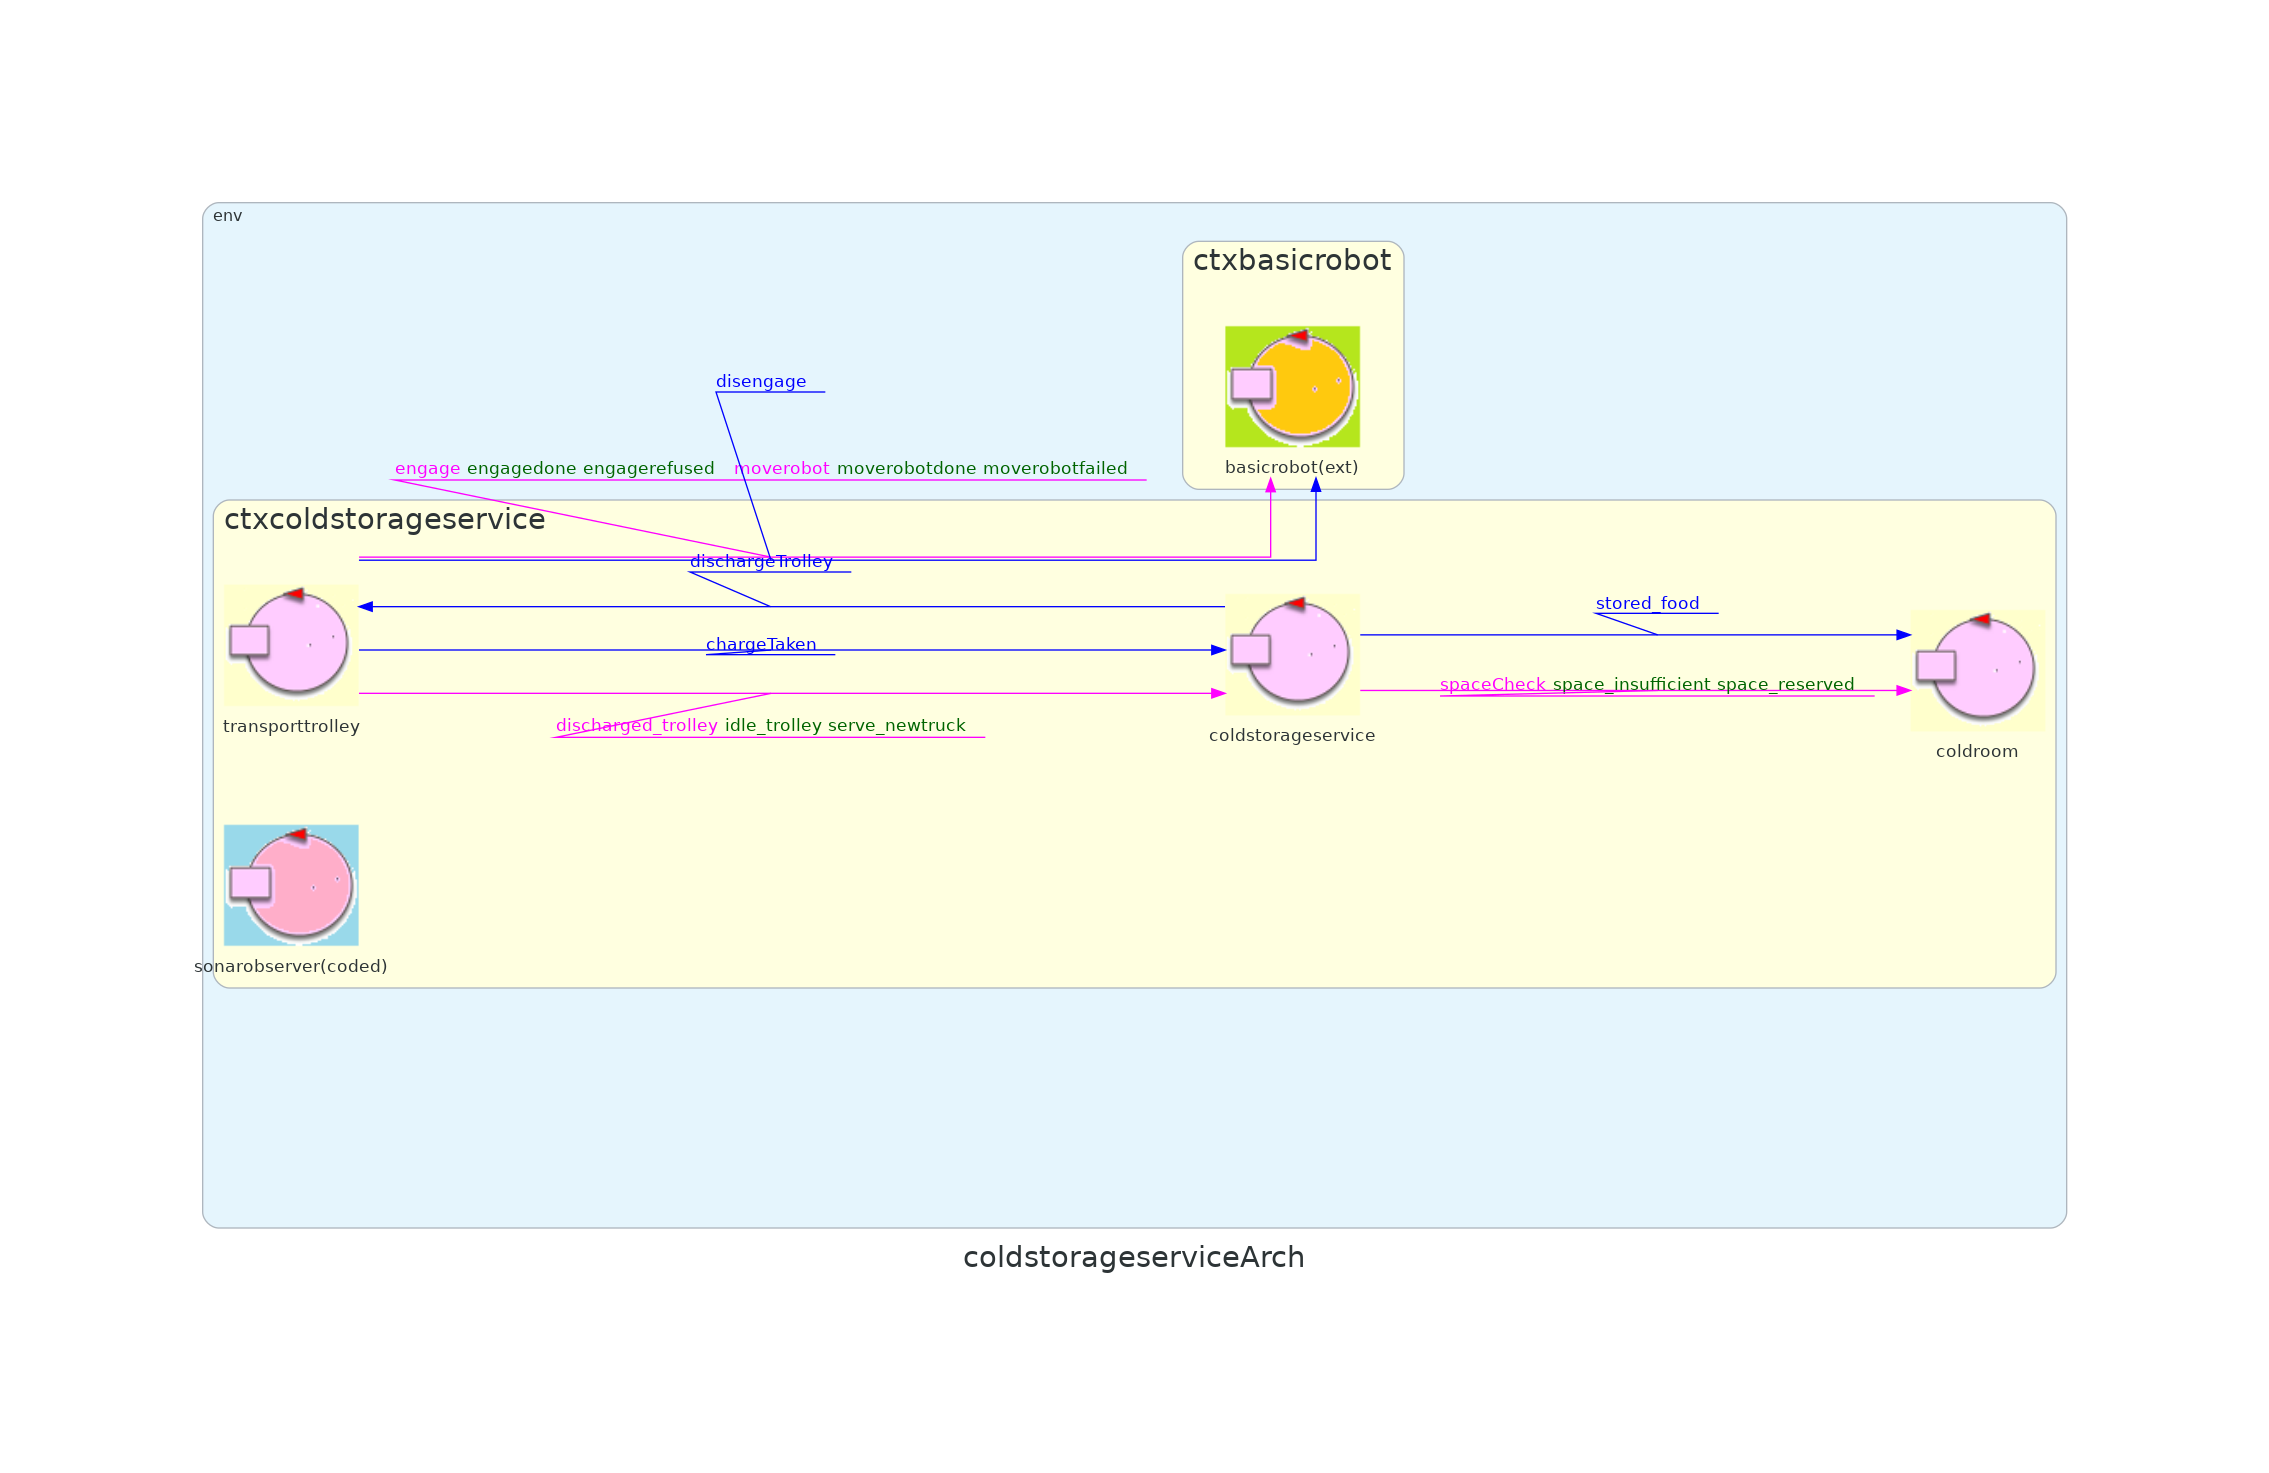 env
ctxbasicrobot
disengage
basicrobot(ext)
engage engagedone engagerefused moverobot moverobotdone moverobotfailed
ctxcoldstorageservice
dischargeTrolley
stored_food
chargeTaken
spaceCheck space_insufficient space_reserved
transporttrolley
discharged_trolley idle_trolley serve_newtruck
coldstorageservice
coldroom
sonarobserver(coded)
coldstorageserviceArch